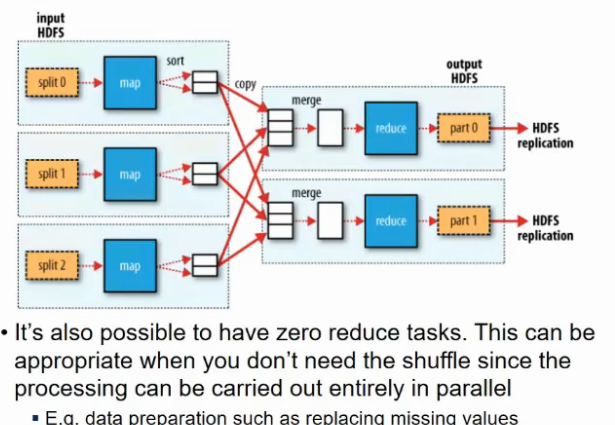 input
HDFS
sort
split 0
map
copy
output
HDFS
merge
reduce
part 0
HDFS
replication
split 1
map
merge
reduce
part 1
HDFS
replication
split 2
map
• It's also possible to have zero reduce tasks. This can be
appropriate when you don't need the shuffle since the
processing can be carried out entirely in parallel
▪ E.g. data preparation such as replacing missing values